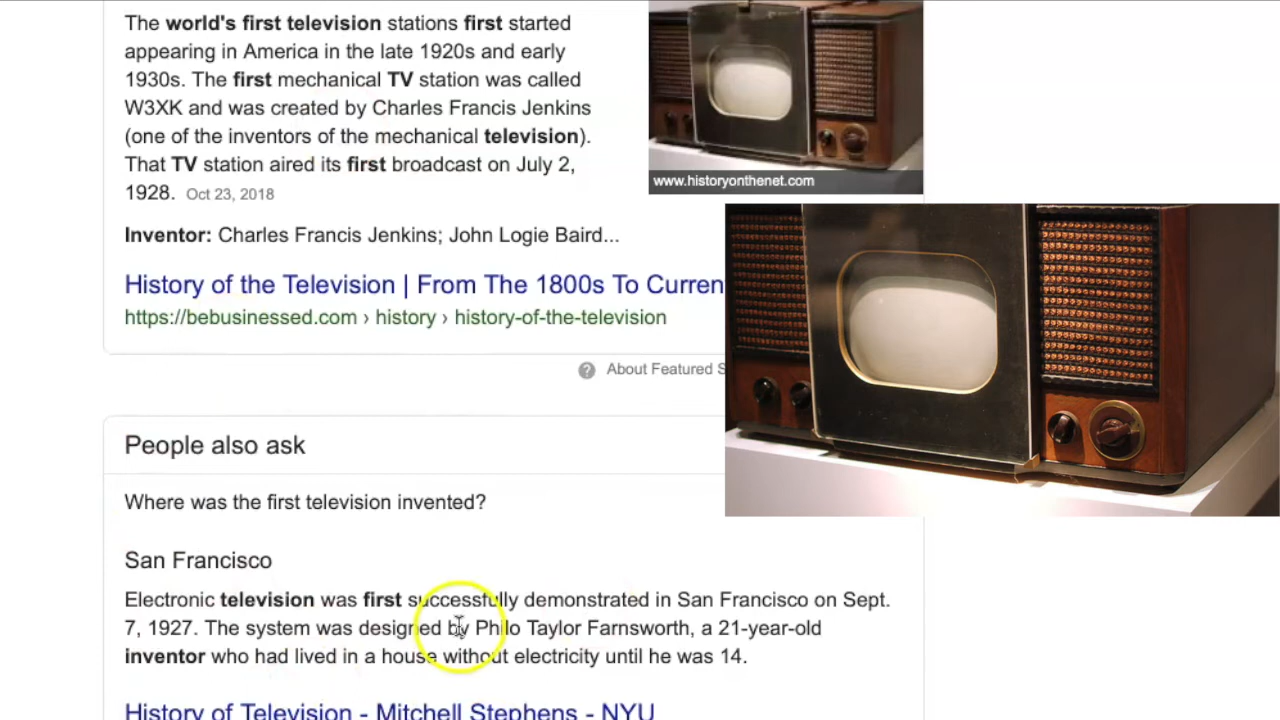 The world's first television stations first started
appearing in America in the late 1920s and early
1930s. The first mechanical TV station was called
W3XK and was created by Charles Francis Jenkins
(one of the inventors of the mechanical television).
That TV station aired its first broadcast on July 2,
1928. Oct 23, 2018
www.historyonthenet.com
Inventor: Charles Francis Jenkins; John Logie Baird...
History of the Television | From The 1800s To Curren
https://bebusinessed.com › history › history-of-the-television
About Featured S
People also ask
Where was the first television invented?
San Francisco
Electronic television was first successfully demonstrated in San Francisco on Sept.
7, 1927. The system was designed by Philo Taylor Farnsworth, a 21-year-old
inventor who had lived in a house without electricity until he was 14.
History of Television - Mitchell Stephens - NYU